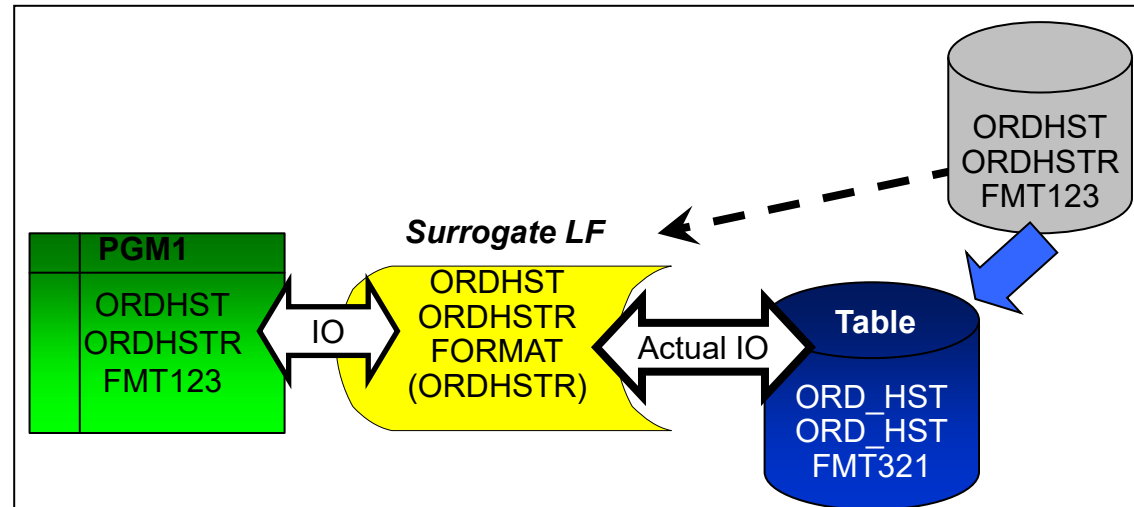 ORDHST
ORDHSTR
FMT123
Surrogate LF
PGM1
ORDHST
ORDHSTR
FMT123
IO
ORDHST
ORDHSTR
FORMAT
(ORDHSTR)
Actual IO
Table
ORD_HST
ORD_HST
FMT321